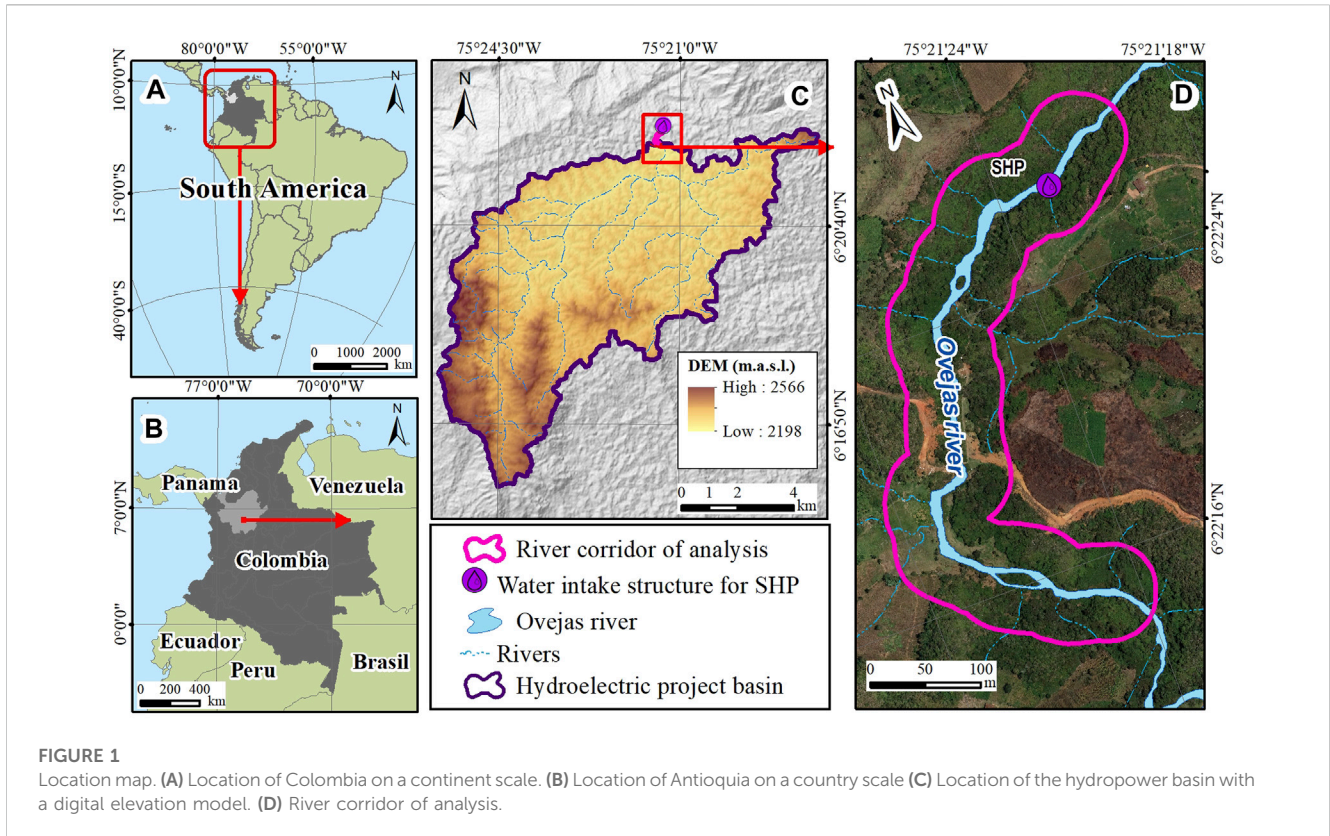 80°0'0"W 55°0'0"W
10°0'0"N
15°0'0"S
40°0'0"S
A
N
South America
0 1000 2000
km
77°0'0"W 70°0'0"W
7°0'0"N
0°0'0"
B
N
Panama
Venezuela
Colombia
Ecuador
Peru
Brasil
0 200 400
km
75°24'30"W 75°21'0"W
N
C
6°20'40"N
6°16'50"N
DEM (m.a.s.l.)
High : 2566
Low : 2198
0 1 2 4
km
River corridor of analysis
Water intake structure for SHP
Ovejas river
Rivers
Hydroelectric project basin
75°21'24"W 75°21'18"W
N
D
SHP
Ovejas river
6°22'24"N
6°22'16"N
0 50 100
m
FIGURE 1
Location map. (A) Location of Colombia on a continent scale. (B) Location of Antioquia on a country scale (C) Location of the hydropower basin with
a digital elevation model. (D) River corridor of analysis.